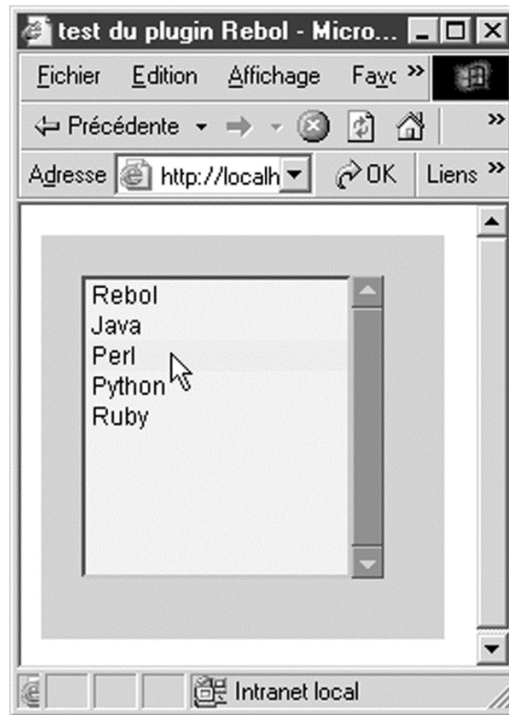 test du plugin Rebol - Micro...
Fichier Edition Affichage Favc »
Précédente »
Adresse http://localh OK Liens »
Rebol
Java
Perl
Python
Ruby
Intranet local